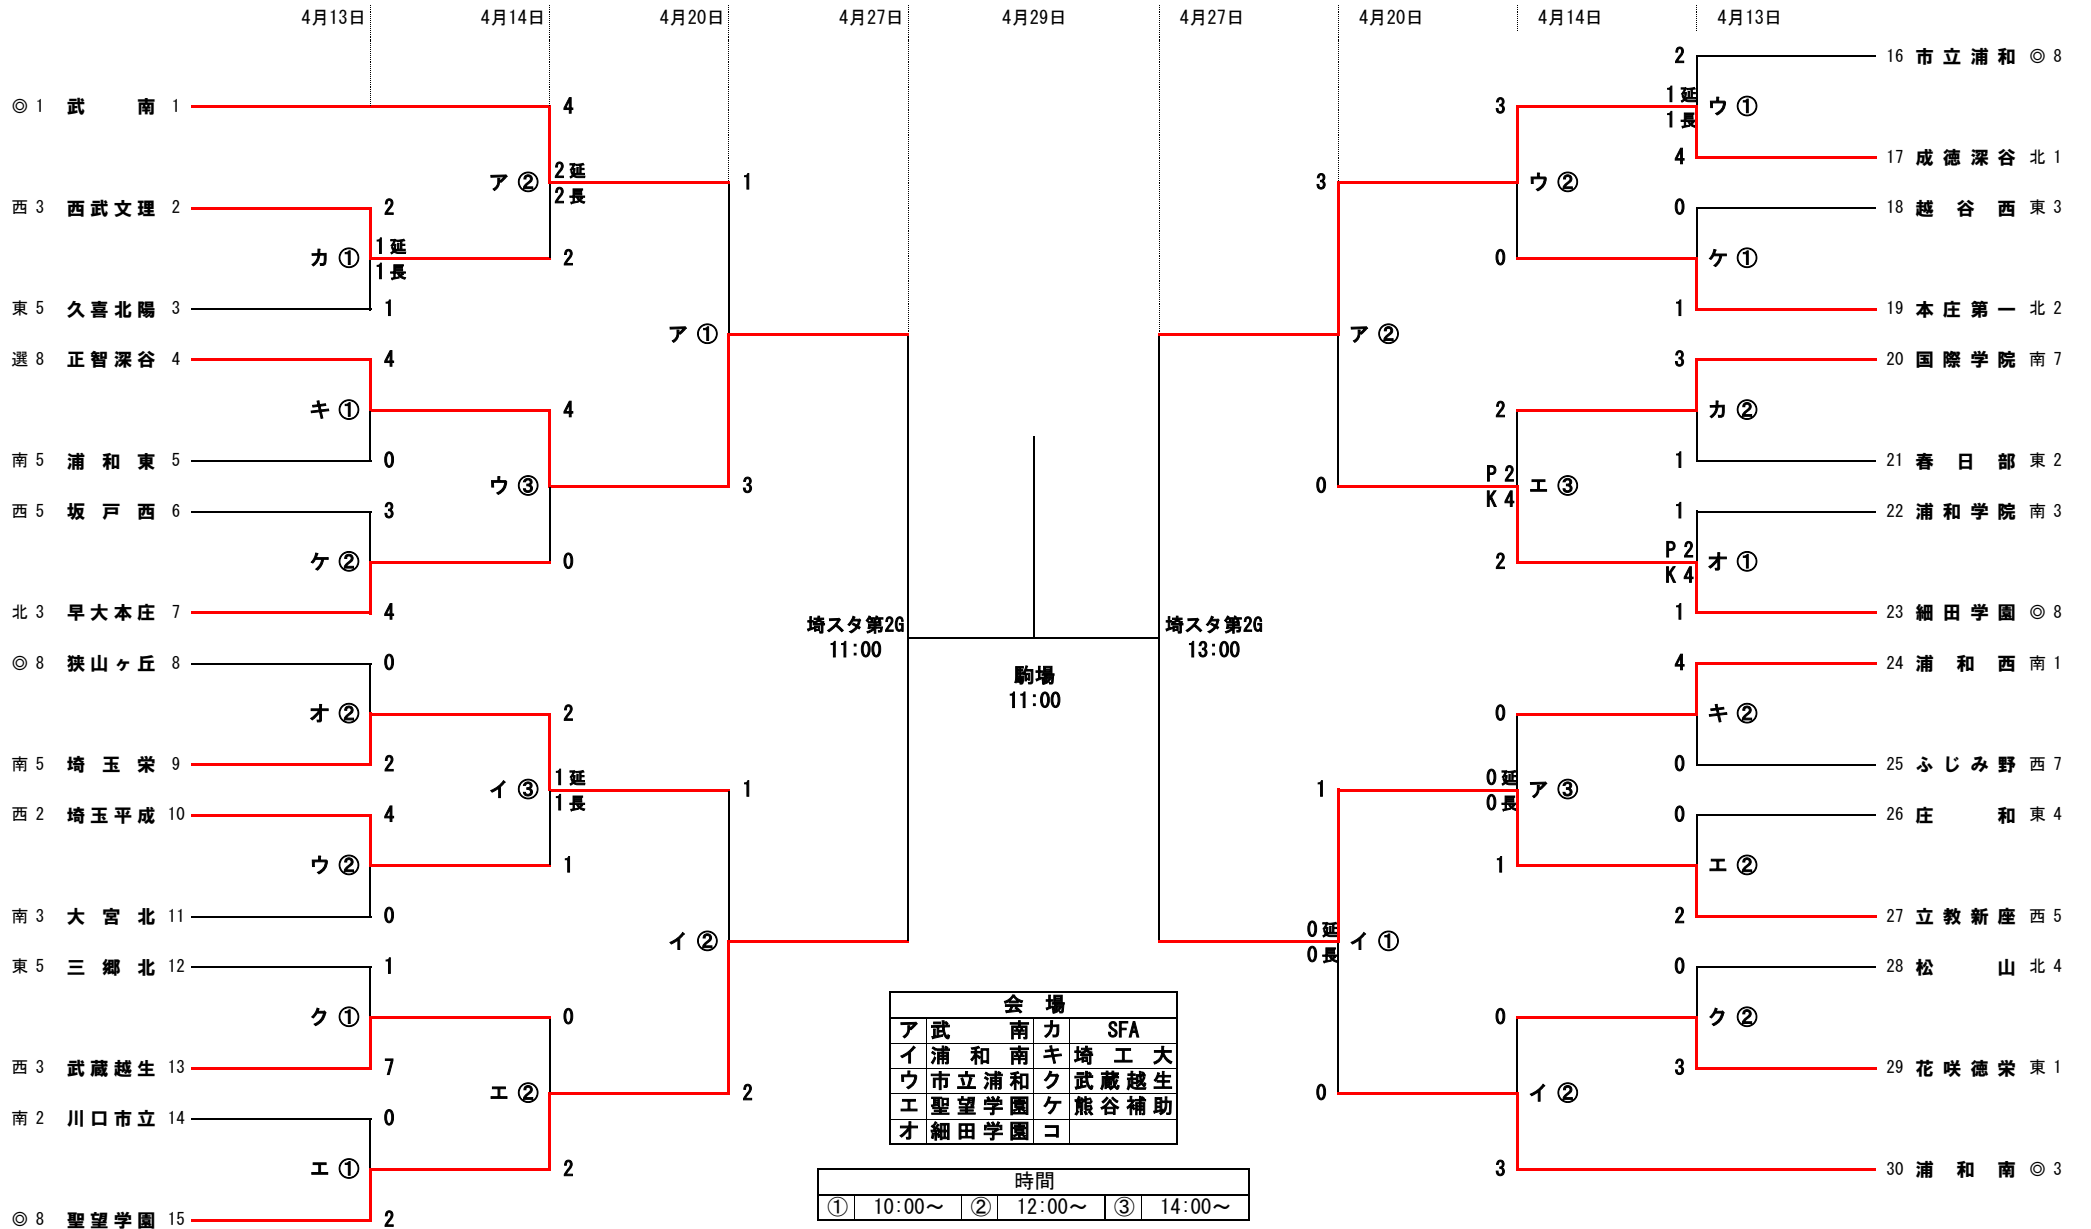 4月13日 4月14日 4月20日 4月27日 4月29日 4月27日 4月20日 4月14日 4月13日
2 16 市立浦和 ◎ 8
◎ 1 武南 1 4 3 1延 ウ ①
1長
4 17 成徳深谷 北 1
ア ② 2延 1 3 ウ ②
2長
西 3 西武文理 2 2 0 18 越谷西 東 3
カ ① 1延 2 0 ケ ①
1長
東 5 久喜北陽 3 1 1 19 本庄第一 北 2
ア ① ア ②
選 8 正智深谷 4 4 3 20 国際学院 南 7
キ ① 4 2 カ ②
南 5 浦和東 5 0 1 21 春日部 東 2
ウ ③ 3 0 P 2 エ ③
K 4
西 5 坂戸西 6 3 1 22 浦和学院 南 3
ケ ② 0 2 P 2 オ ①
K 4
北 3 早大本庄 7 4 1 23 細田学園 ◎ 8
埼スタ第2G 埼スタ第2G
11:00 13:00
◎ 8 狭山ヶ丘 8 0 4 24 浦和西 南 1
駒場
11:00
オ ② 2 0 キ ②
南 5 埼玉栄 9 2 0 25 ふじみ野 西 7
イ ③ 1延 1 1 0延 ア ③
1長 0長
西 2 埼玉平成 10 4 0 26 庄和 東 4
ウ ② 1 1 エ ②
南 3 大宮北 11 0 2 27 立教新座 西 5
イ ② 0延 イ ①
0長
東 5 三郷北 12 1 0 28 松山 北 4
ク ① 0 0 ク ②
西 3 武蔵越生 13 7 3 29 花咲徳栄 東 1
エ ② 2 0 イ ②
南 2 川口市立 14 0
エ ① 2 3 30 浦和南 ◎ 3
◎ 8 聖望学園 15 2
会場
ア 武南 カ SFA
イ 浦和南 キ 埼工大
ウ 市立浦和 ク 武蔵越生
エ 聖望学園 ケ 熊谷補助
オ 細田学園 コ
時間
① 10:00～ ② 12:00～ ③ 14:00～